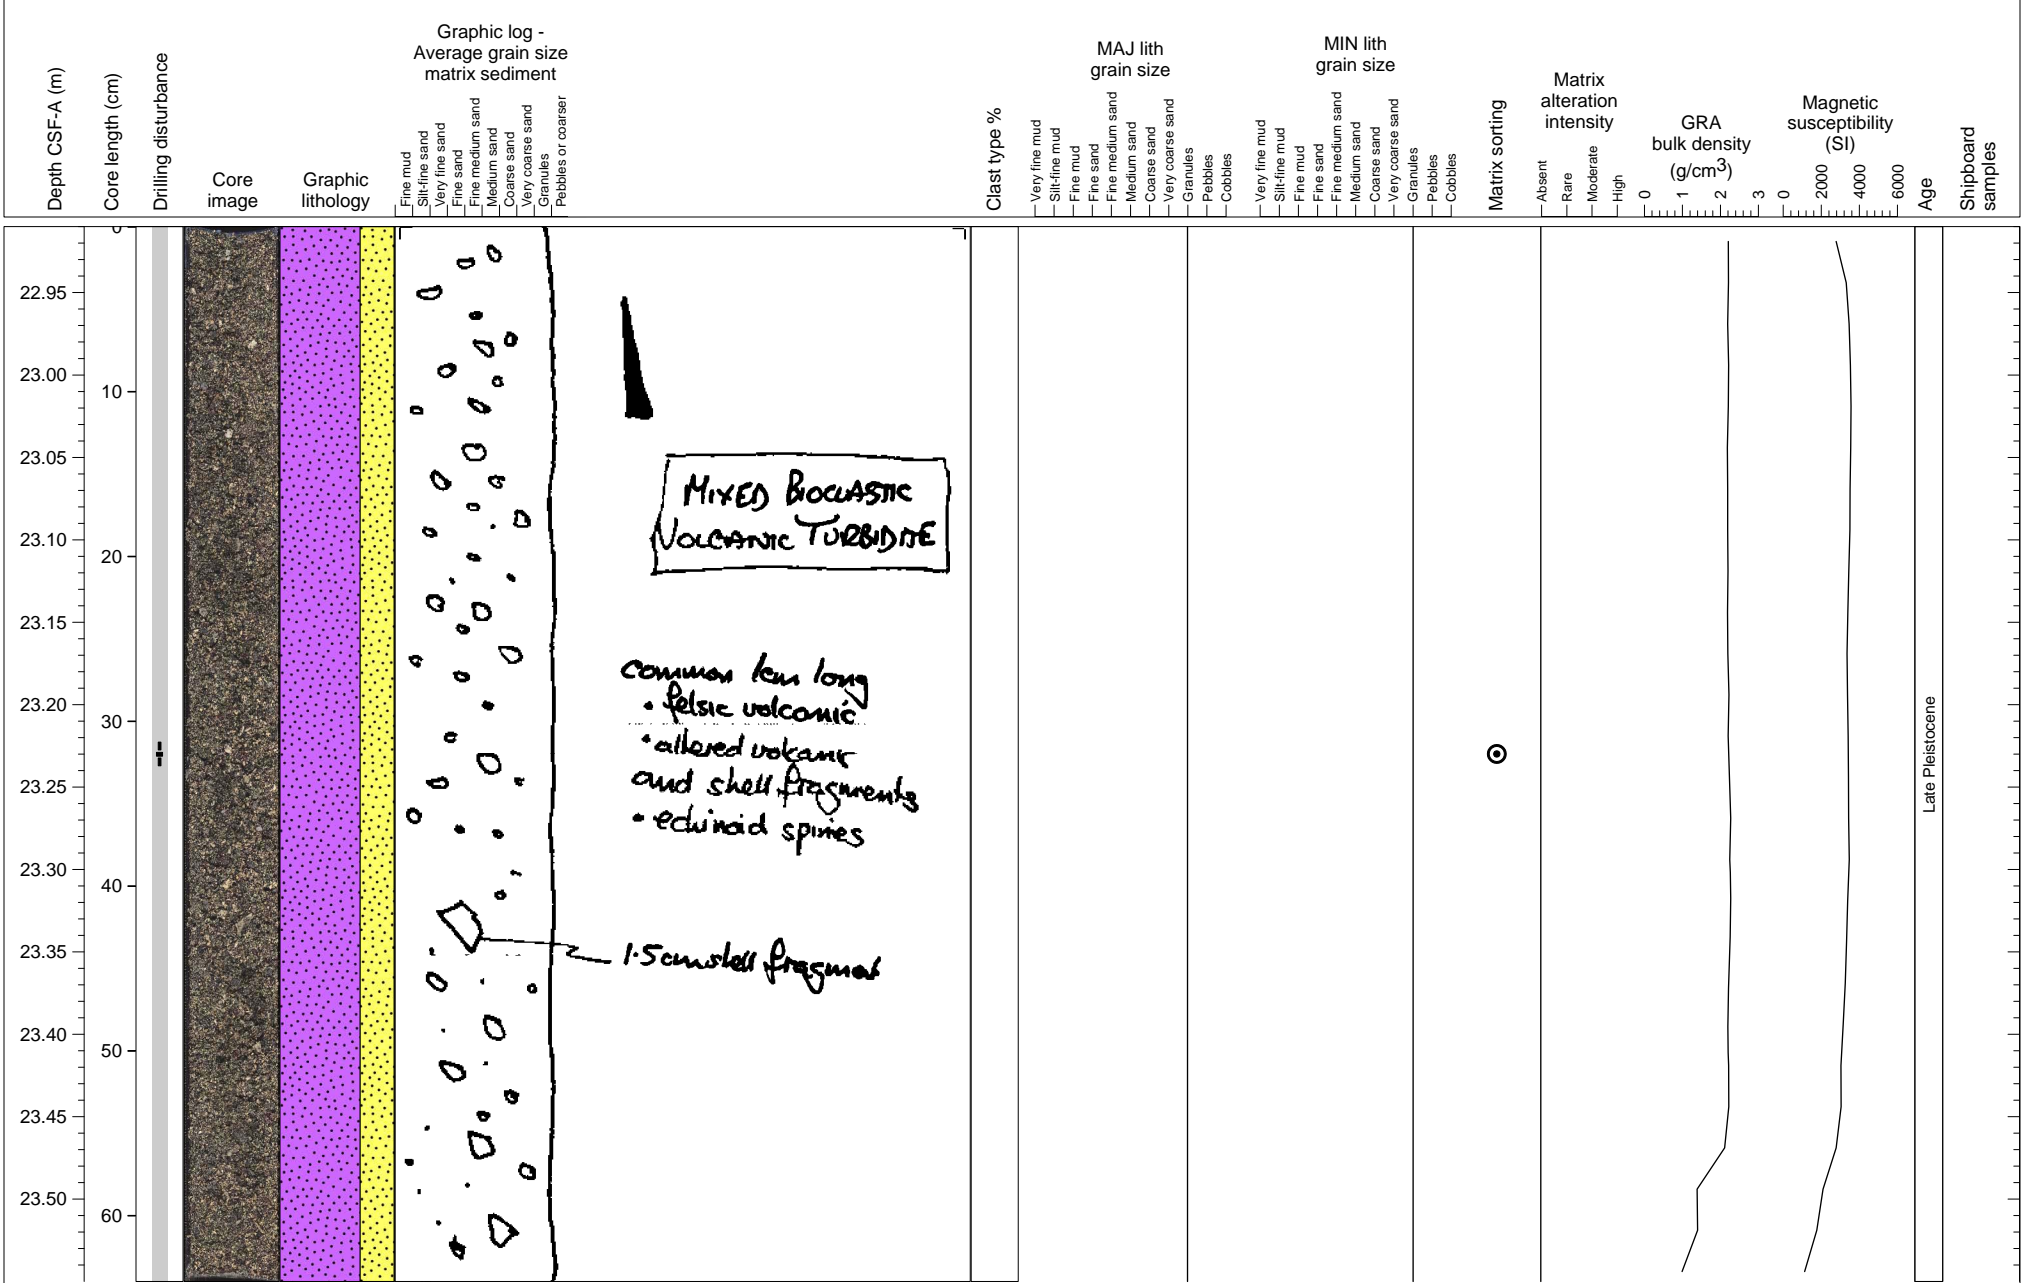 Depth CSF-A (m)
Core length (cm)
Drilling disturbance
Core
image
Graphic
lithology
Graphic log -
Average grain size
matrix sediment
Fine mud
Silt-fine sand
Very fine sand
Fine sand
Fine medium sand
Medium sand
Coarse sand
Very coarse sand
Granules
Pebbles or coarser
Clast type %
MAJ lith
grain size
Very fine mud
Silt-fine mud
Fine mud
Fine sand
Fine medium sand
Medium sand
Coarse sand
Very coarse sand
Granules
Pebbles
Cobbles
MIN lith
grain size
Very fine mud
Silt-fine mud
Fine mud
Fine sand
Fine medium sand
Medium sand
Coarse sand
Very coarse sand
Granules
Pebbles
Cobbles
Matrix sorting
Matrix
alteration
intensity
Absent
Rare
Moderate
High
GRA
bulk density
(g/cm3)
0
1
2
3
Magnetic
susceptibility
(SI)
0
2000
4000
6000
Age
Shipboard
samples
22.95
23.00
23.05
23.10
23.15
23.20
23.25
23.30
23.35
23.40
23.45
23.50
0
10
20
30
40
50
60
MIXED BIOCLASTIC
VOLCANIC TURBIDITE
common 1cm long
• felsic volcanic
• altered volcanic
and shell fragments
• echinoid spines
1.5cm shell fragment
Late Pleistocene